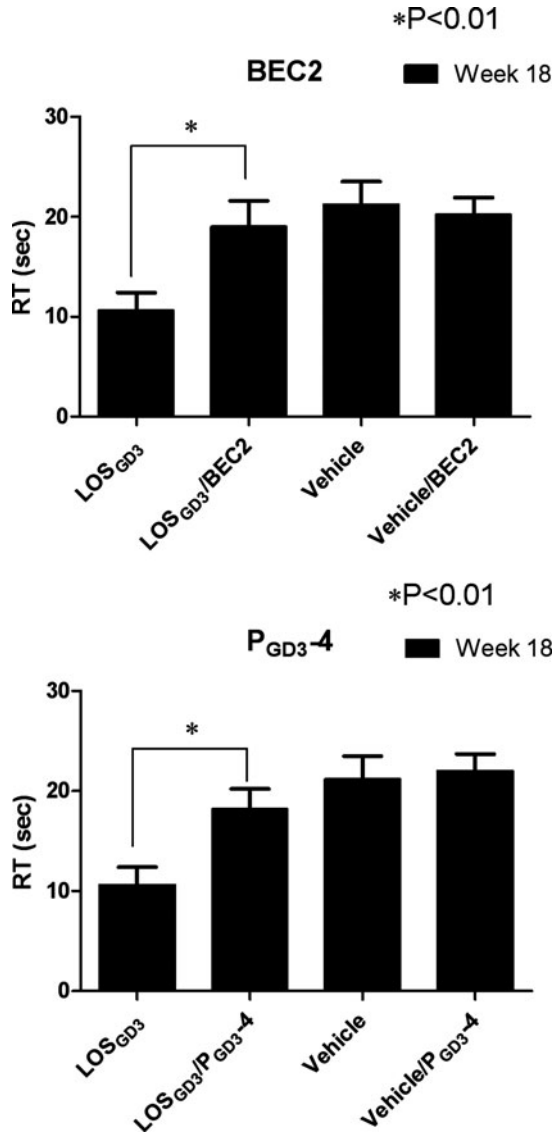 *P<0.01
BEC2
Week 18
30
20
10
0
RT (sec)
*
LOSGD3
LOSGD3/BEC2
Vehicle
Vehicle/BEC2
*P<0.01
PGD3-4
Week 18
30
20
10
0
RT (sec)
*
LOSGD3
LOSGD3/PGD3-4
Vehicle
Vehicle/PGD3-4